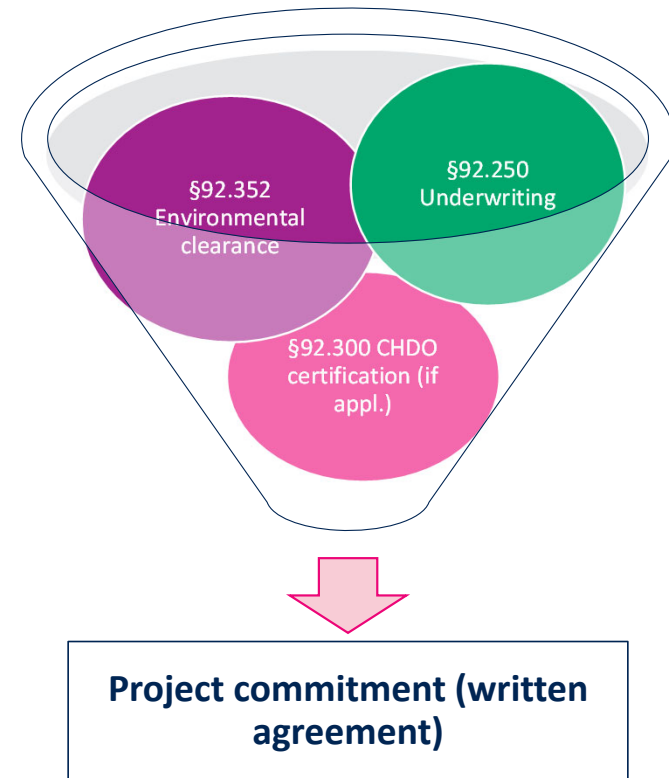 §92.352
Environmental
clearance
§92.250
Underwriting
§92.300 CHDO
certification (if
appl.)
Project commitment (written
agreement)